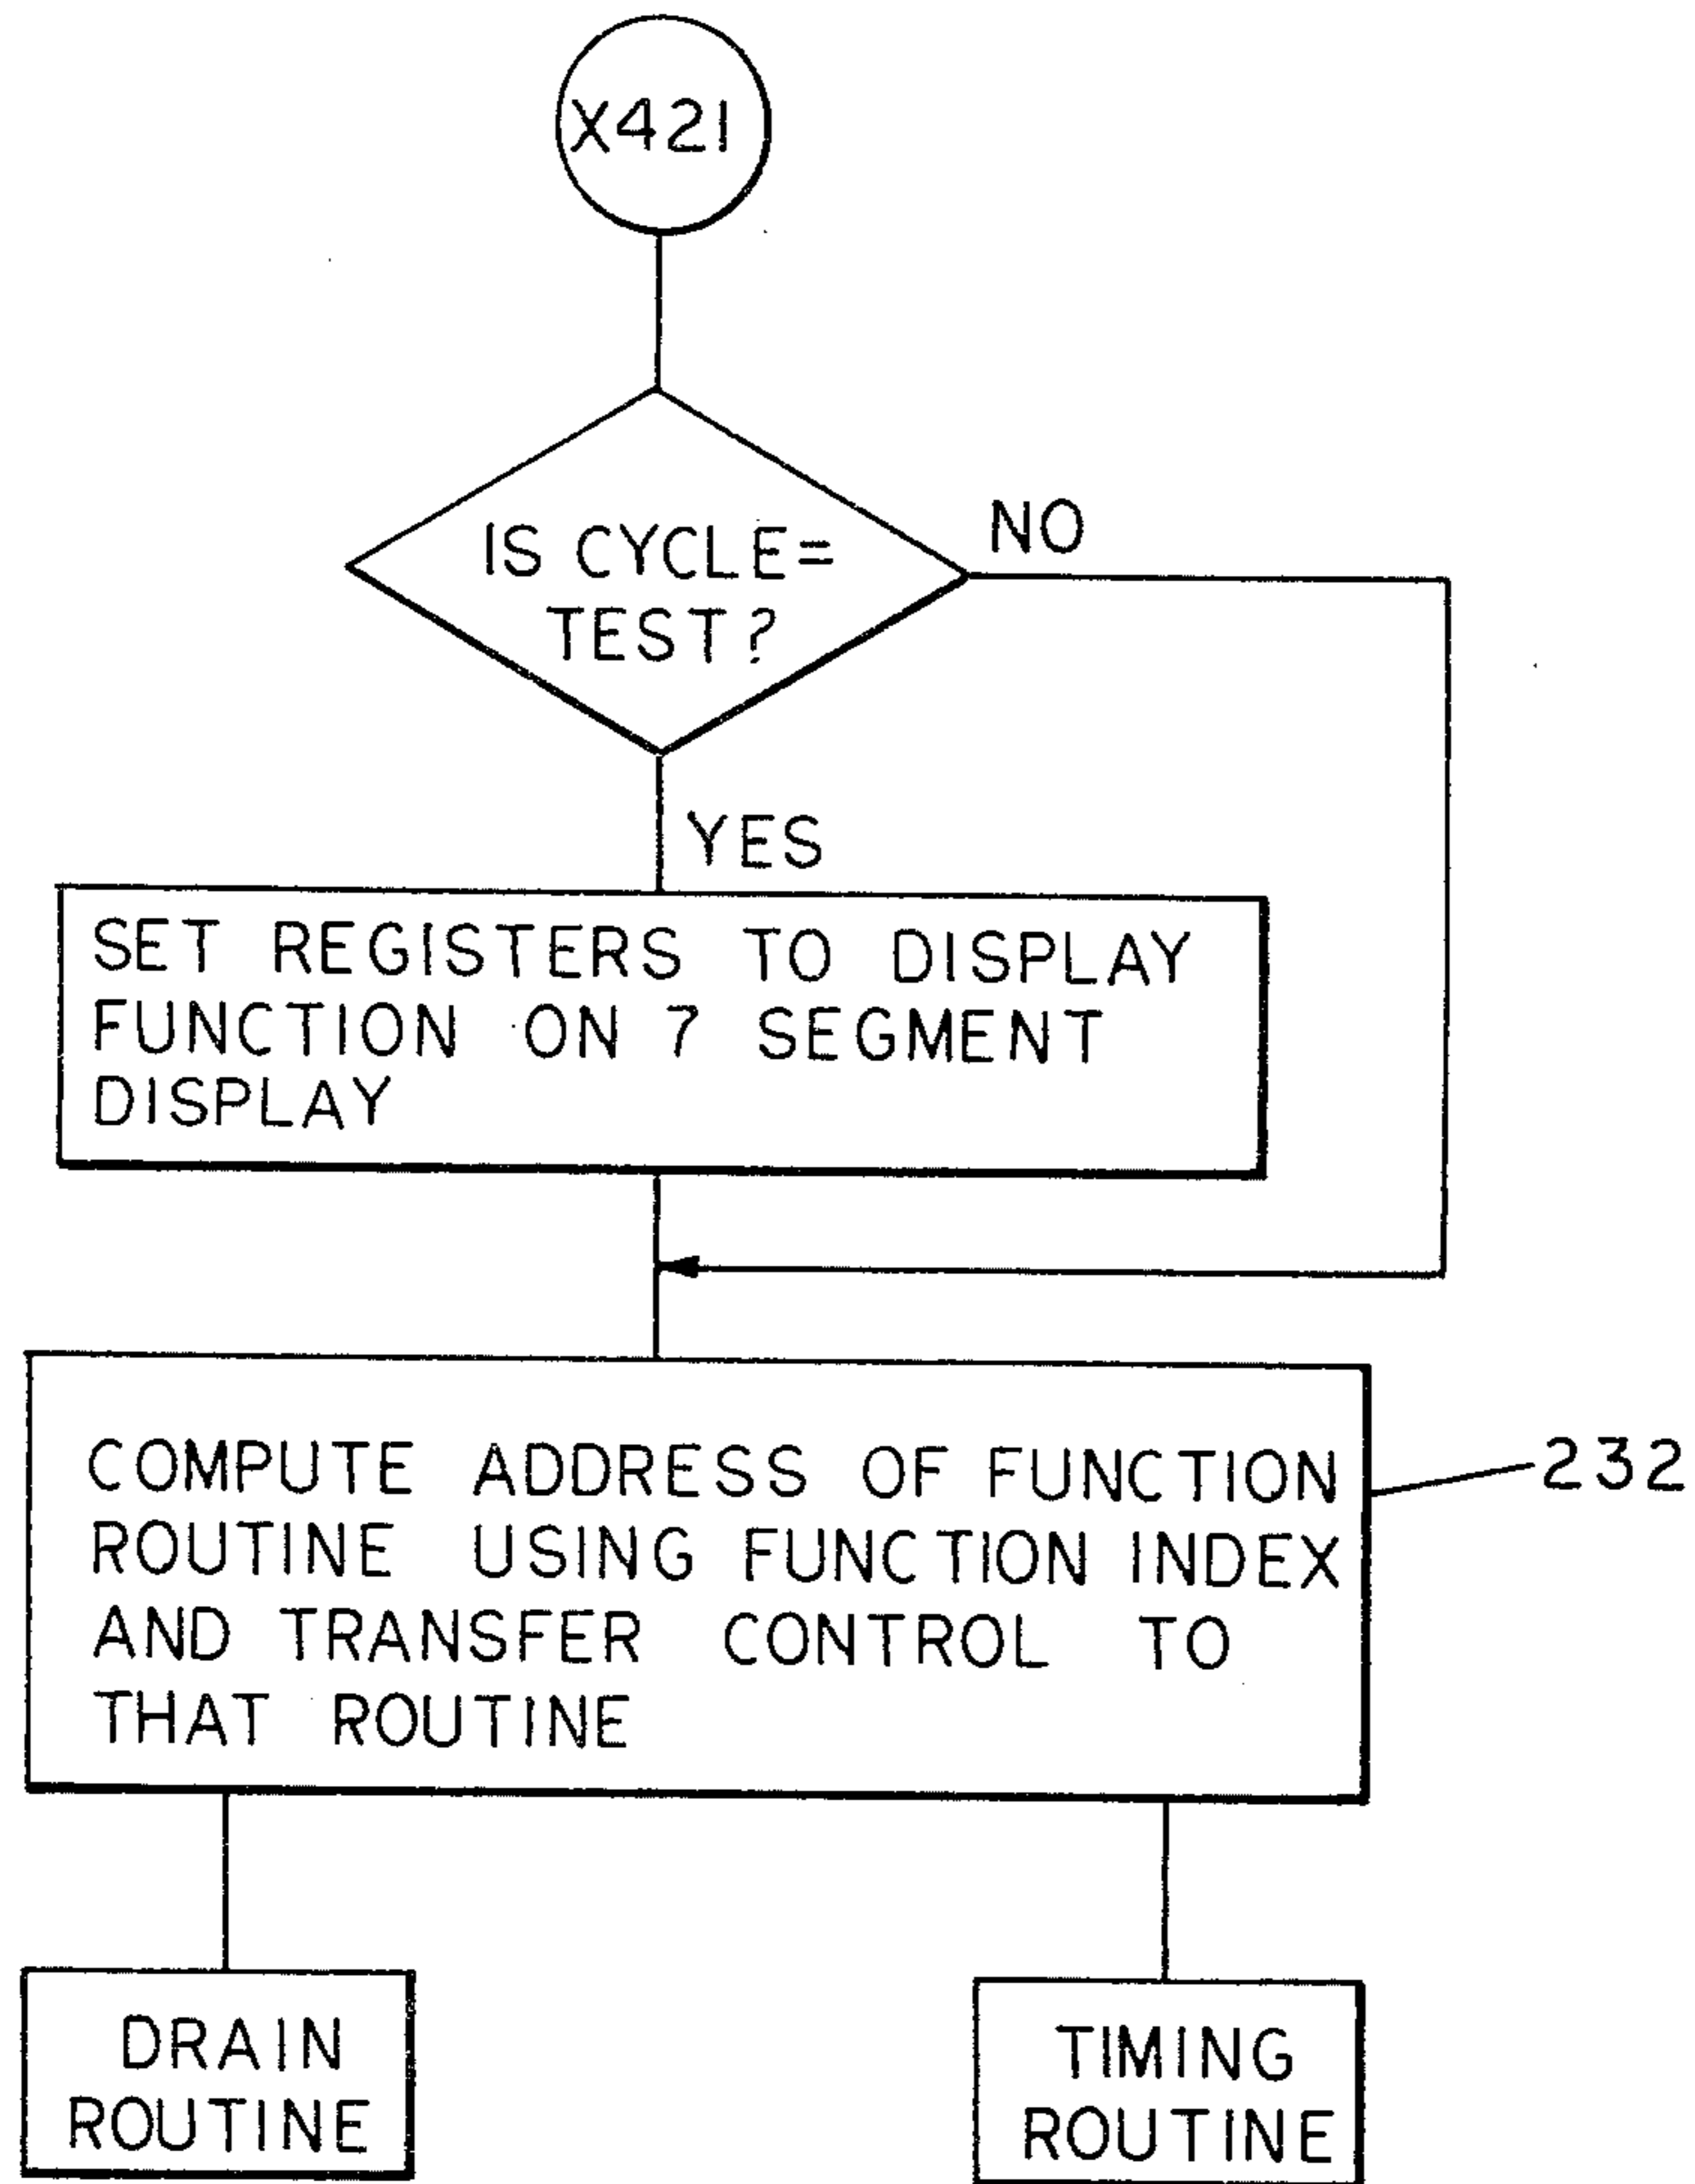 X421
IS CYCLE=
TEST?
NO
YES
SET REGISTERS TO DISPLAY
FUNCTION ON 7 SEGMENT
DISPLAY
COMPUTE ADDRESS OF FUNCTION
ROUTINE USING FUNCTION INDEX
AND TRANSFER CONTROL TO
THAT ROUTINE
232
DRAIN
ROUTINE
TIMING
ROUTINE